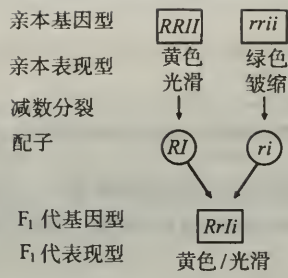 亲本基因型 RRII rrii
亲本表现型 黄色 绿色
光滑 皱缩
减数分裂
配子 RI ri
F₁ 代基因型 RrIi
F₁ 代表现型 黄色/光滑